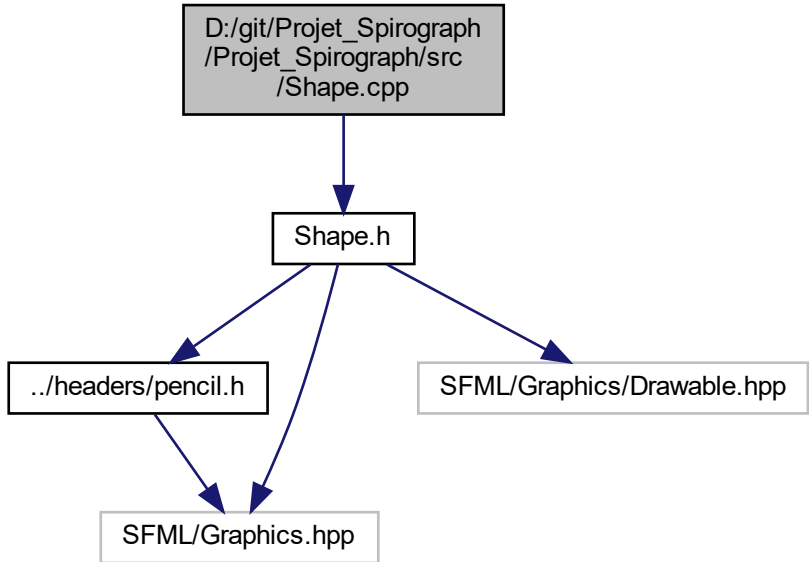 D:/git/Projet_Spirograph
/Projet_Spirograph/src
/Shape.cpp
Shape.h
../headers/pencil.h
SFML/Graphics/Drawable.hpp
SFML/Graphics.hpp